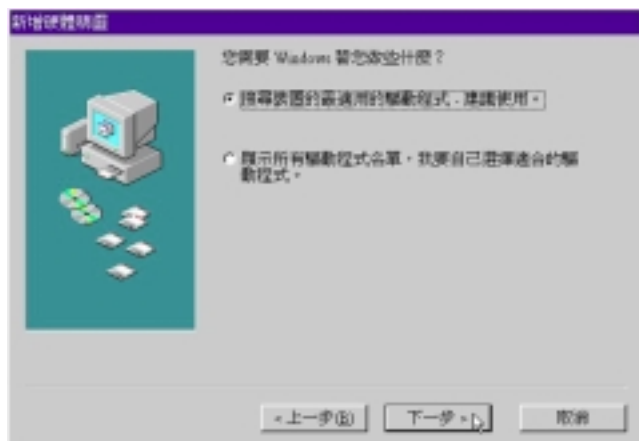 新增硬體精靈
您需要 Windows 替您做些什麼？
搜尋裝置的最適用的驅動程式 - 建議使用。
顯示所有驅動程式名單，我要自己選擇適合的驅
動程式。
<上一步(B)
下一步 >
取消